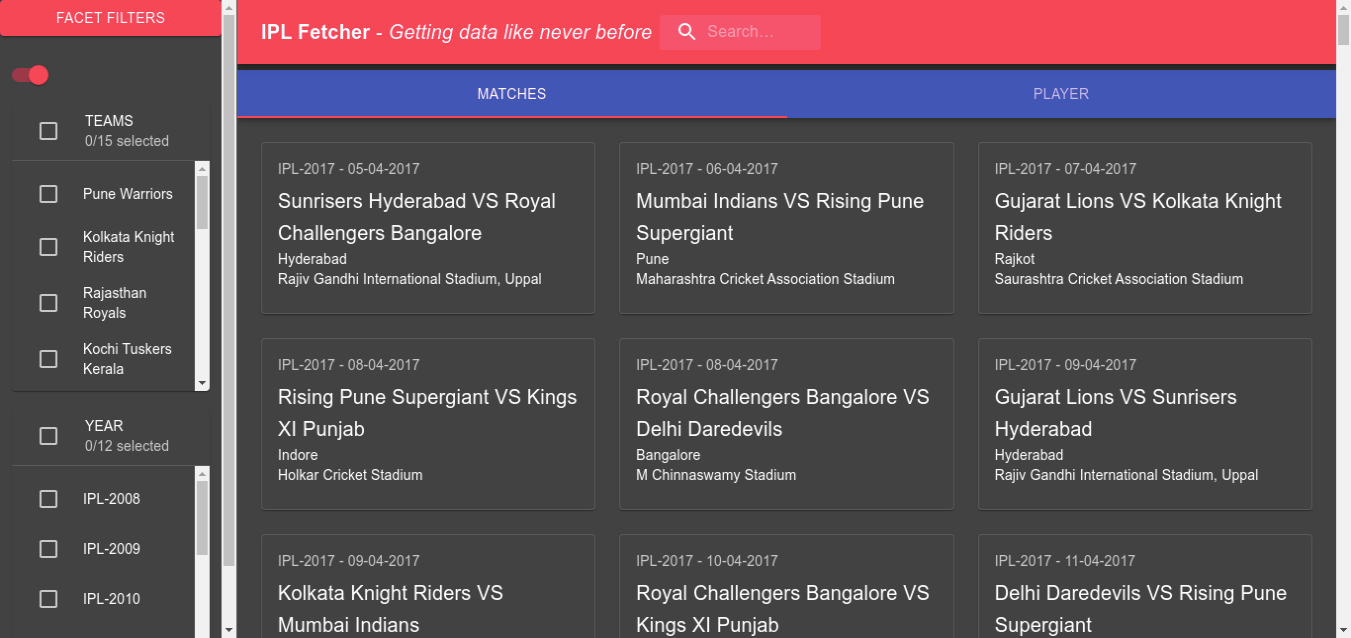 FACET FILTERS
TEAMS
0/15 selected
Pune Warriors
Kolkata Knight
Riders
Rajasthan
Royals
Kochi Tuskers
Kerala
YEAR
0/12 selected
IPL-2008
IPL-2009
IPL-2010
IPL Fetcher - Getting data like never before
Search…
MATCHES
PLAYER
IPL-2017 - 05-04-2017
Sunrisers Hyderabad VS Royal
Challengers Bangalore
Hyderabad
Rajiv Gandhi International Stadium, Uppal
IPL-2017 - 06-04-2017
Mumbai Indians VS Rising Pune
Supergiant
Pune
Maharashtra Cricket Association Stadium
IPL-2017 - 07-04-2017
Gujarat Lions VS Kolkata Knight
Riders
Rajkot
Saurashtra Cricket Association Stadium
IPL-2017 - 08-04-2017
Rising Pune Supergiant VS Kings
XI Punjab
Indore
Holkar Cricket Stadium
IPL-2017 - 08-04-2017
Royal Challengers Bangalore VS
Delhi Daredevils
Bangalore
M Chinnaswamy Stadium
IPL-2017 - 09-04-2017
Gujarat Lions VS Sunrisers
Hyderabad
Hyderabad
Rajiv Gandhi International Stadium, Uppal
IPL-2017 - 09-04-2017
Kolkata Knight Riders VS
Mumbai Indians
IPL-2017 - 10-04-2017
Royal Challengers Bangalore VS
Kings XI Punjab
IPL-2017 - 11-04-2017
Delhi Daredevils VS Rising Pune
Supergiant